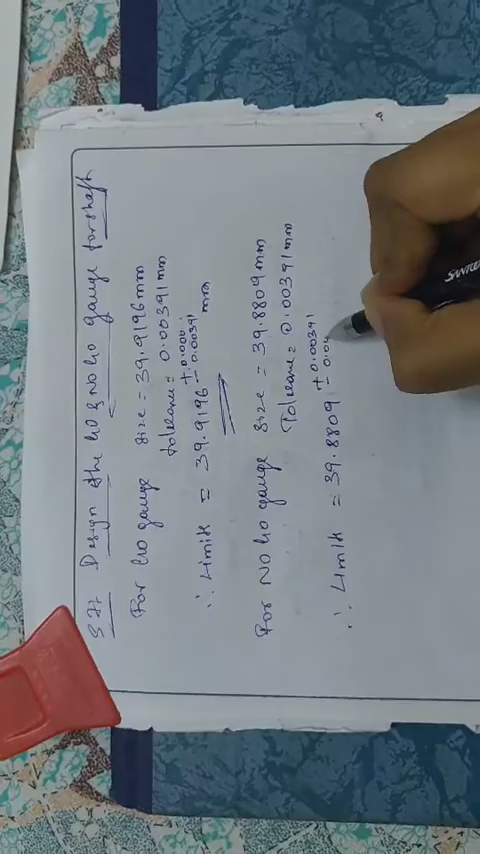 S 7: Design the GO & NO GO gauge for shaft
For GO gauge size = 39.9196 mm
tolerance = 0.00391 mm
∴ Limit = 39.9196 +0.000 -0.00391 mm
For NO GO gauge size = 39.8809 mm
Tolerance = 0.00391 mm
∴ Limit = 39.8809 +0.00391 -0.00